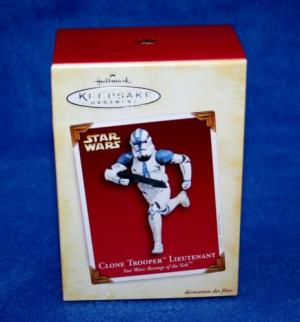 Hallmark
KEEPSAKE
ORNAMENT
STAR
WARS
CLONE TROOPER™ LIEUTENANT
Star Wars: Revenge of the Sith™
décoration des fêtes